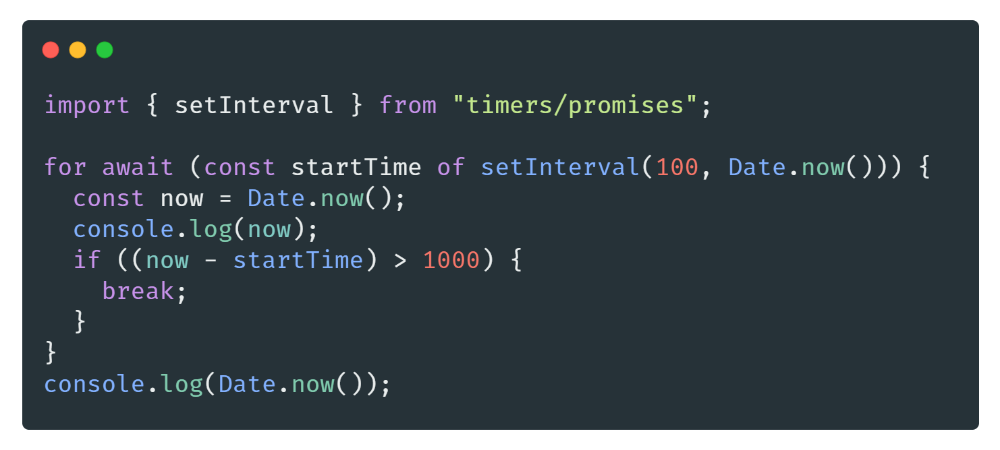 import { setInterval } from "timers/promises";

for await (const startTime of setInterval(100, Date.now())) {
  const now = Date.now();
  console.log(now);
  if ((now - startTime) > 1000) {
    break;
  }
}
console.log(Date.now());